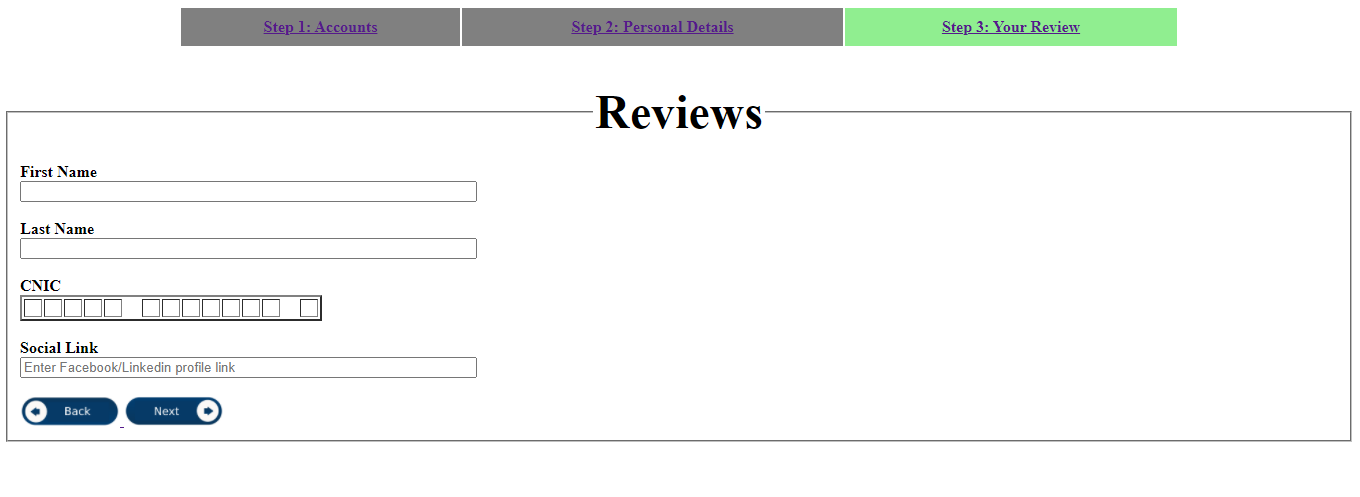 Step 1: Accounts Step 2: Personal Details Step 3: Your Review
Reviews
First Name
Last Name
CNIC
Social Link
Enter Facebook/Linkedin profile link
Back Next